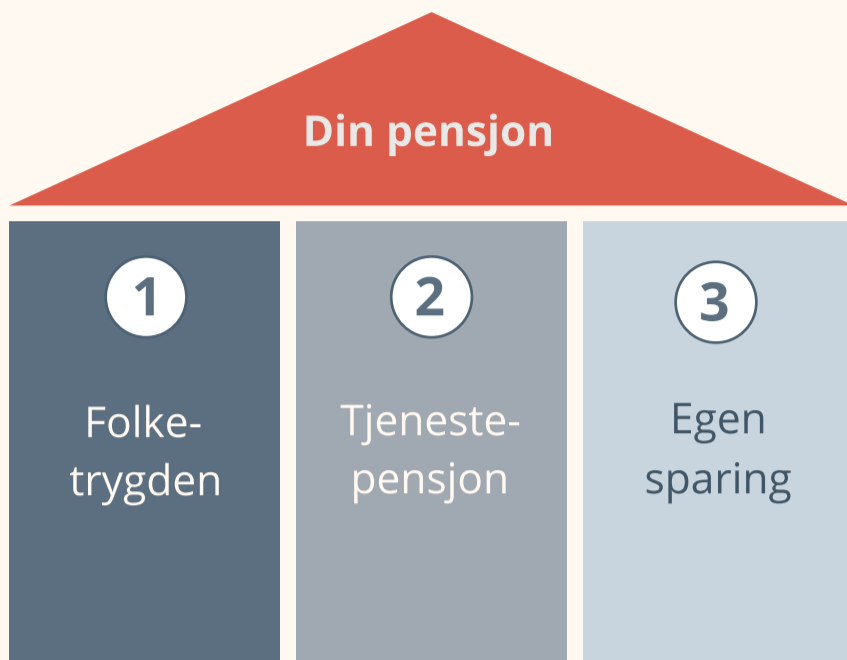 Din pensjon
1
Folke-
trygden
2
Tjeneste-
pensjon
3
Egen
sparing